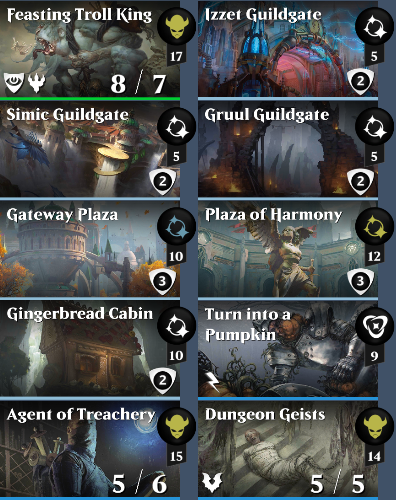 Feasting Troll King
17
8 / 7
Izzet Guildgate
5
2
Simic Guildgate
5
2
Gruul Guildgate
5
2
Gateway Plaza
10
3
Plaza of Harmony
12
3
Gingerbread Cabin
10
2
Turn into a
Pumpkin
9
Agent of Treachery
15
5 / 6
Dungeon Geists
14
5 / 5